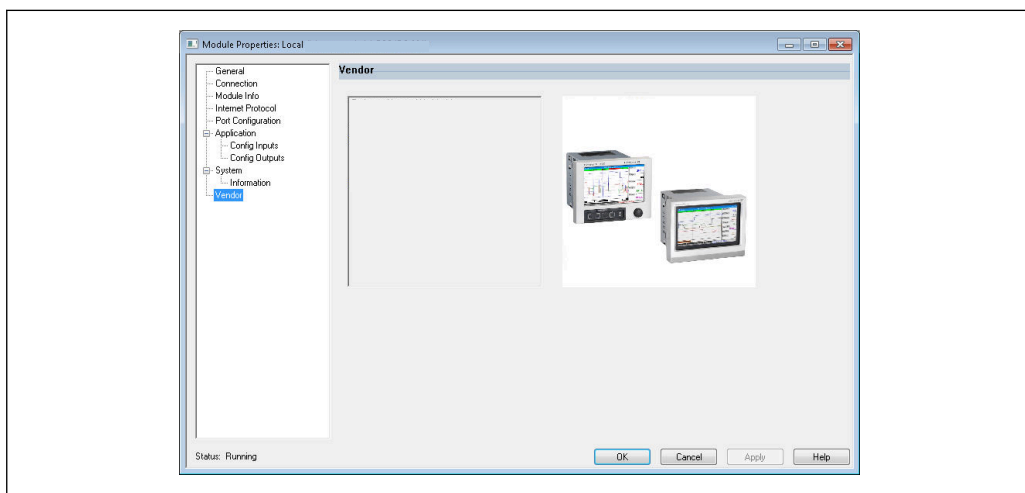 Module Properties: Local
General
Connection
Module Info
Internet Protocol
Port Configuration
Application
Config Inputs
Config Outputs
System
Information
Vendor
Vendor
Status: Running
OK
Cancel
Apply
Help